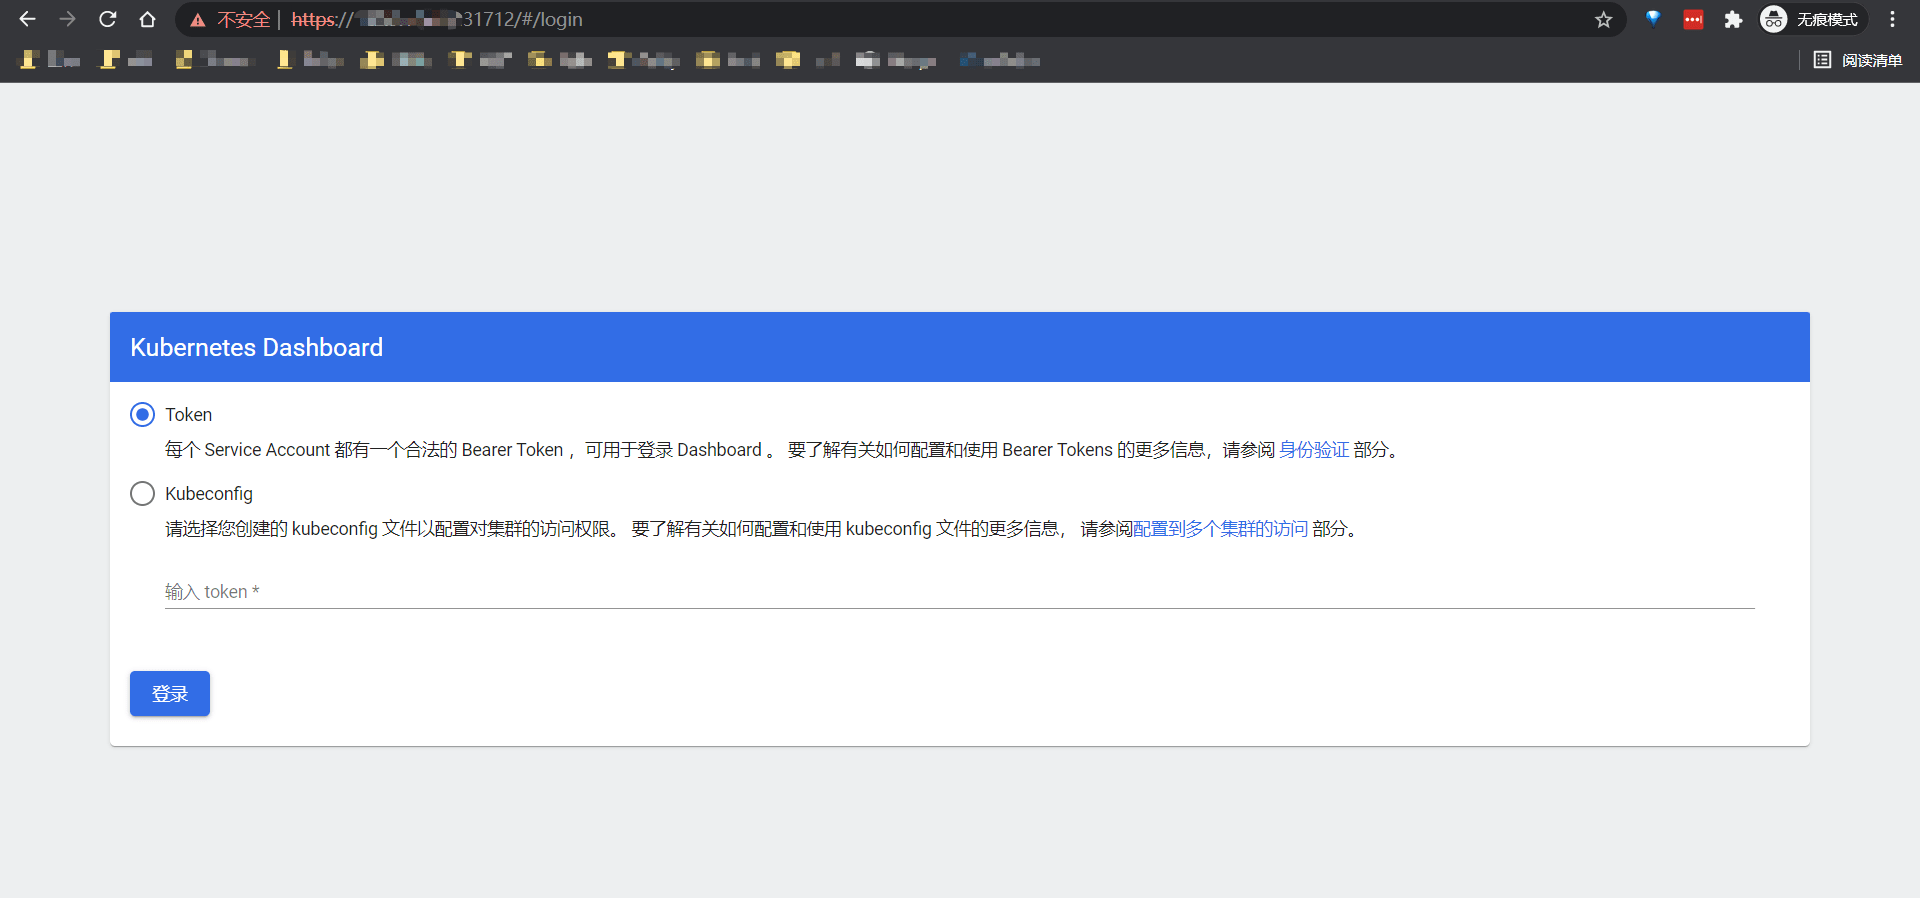 不安全 | https:// :31712/#/login
无痕模式
阅读清单
Kubernetes Dashboard
Token
每个 Service Account 都有一个合法的 Bearer Token ，可用于登录 Dashboard 。 要了解有关如何配置和使用 Bearer Tokens 的更多信息，请参阅 身份验证 部分。
Kubeconfig
请选择您创建的 kubeconfig 文件以配置对集群的访问权限。 要了解有关如何配置和使用 kubeconfig 文件的更多信息， 请参阅配置到多个集群的访问 部分。
输入 token *
登录